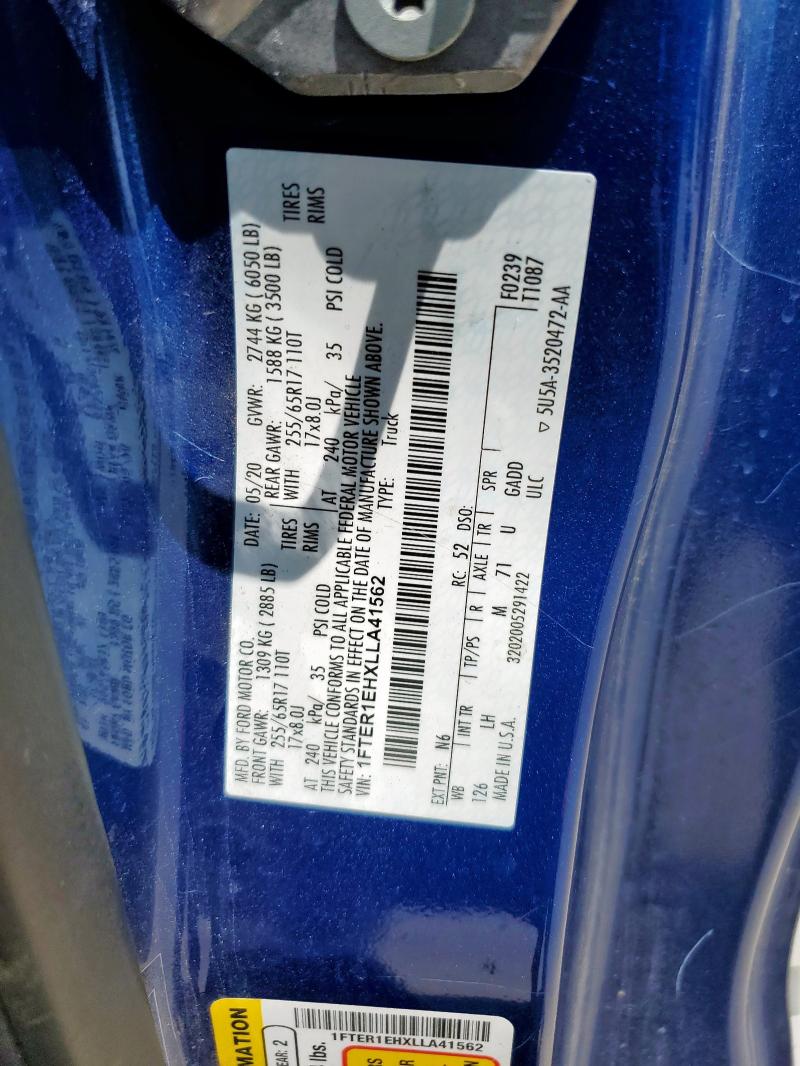 MFD. BY FORD MOTOR CO.
DATE: 05/20
GVWR: 2744 KG ( 6050 LB)
FRONT GAWR: 1309 KG ( 2885 LB)
REAR GAWR: 1588 KG ( 3500 LB)
WITH 255/65R17 110T TIRES
WITH 255/65R17 110T TIRES
17x8.0J RIMS
17x8.0J RIMS
AT 240 kPa/ 35 PSI COLD
AT 240 kPa/ 35 PSI COLD
THIS VEHICLE CONFORMS TO ALL APPLICABLE FEDERAL MOTOR VEHICLE
SAFETY STANDARDS IN EFFECT ON THE DATE OF MANUFACTURE SHOWN ABOVE.
VIN: 1FTER1EHXLLA41562
TYPE: Truck
EXT PNT: N6 RC: 52 DSO:
F0239
WB INT TR TP/PS R AXLE TR SPR
T1087
126 LH M 71 U GADD
MADE IN U.S.A. 3202005291422 ULC
▽ 5U5A-3520472-AA
1FTER1EHXLLA41562
lbs.